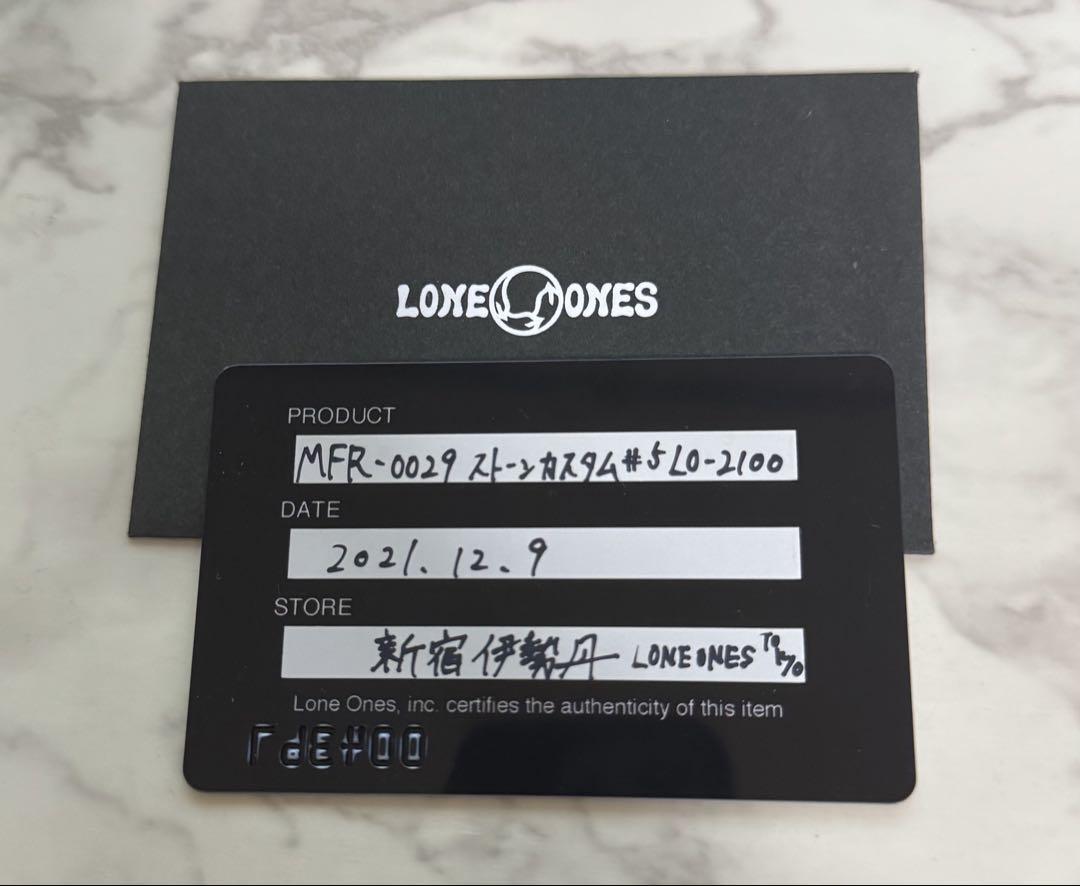 LONE ONES
PRODUCT
MFR-0029 ストーンカスタム#5 LO-2100
DATE
2021.12.9
STORE
新宿伊勢丹 LONE ONES TOKYO
Lone Ones, inc. certifies the authenticity of this item